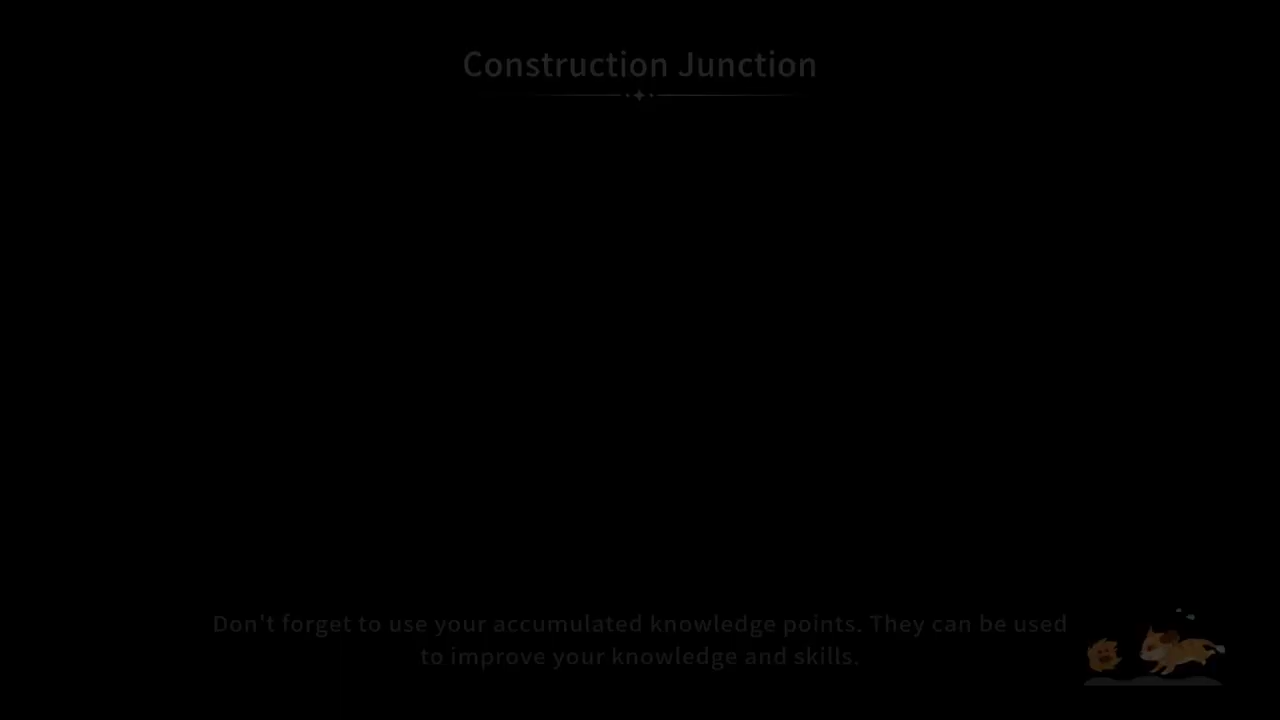 Construction Junction
Don't forget to use your accumulated knowledge points. They can be used
to improve your knowledge and skills.